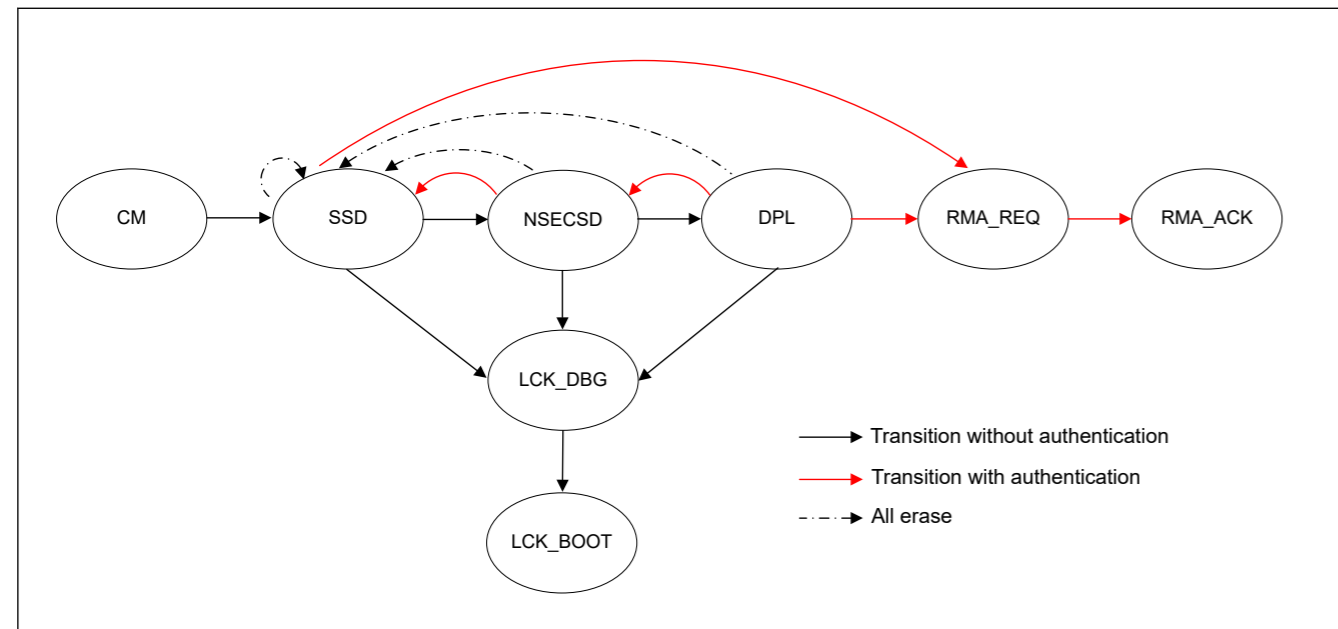 CM
SSD
NSECSD
DPL
RMA_REQ
RMA_ACK
LCK_DBG
LCK_BOOT
Transition without authentication
Transition with authentication
All erase